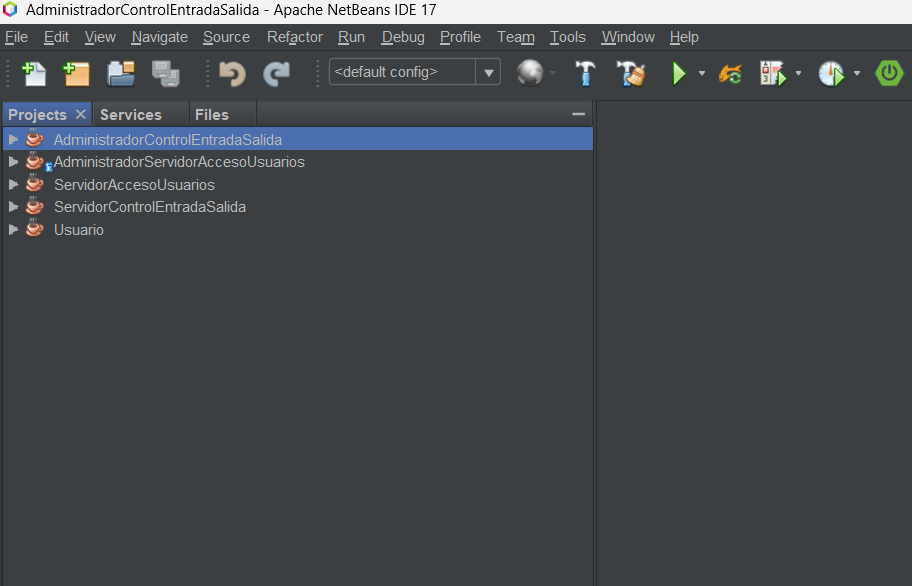 AdministradorControlEntradaSalida - Apache NetBeans IDE 17
File Edit View Navigate Source Refactor Run Debug Profile Team Tools Window Help
<default config>
Projects Services Files
AdministradorControlEntradaSalida
AdministradorServidorAccesoUsuarios
ServidorAccesoUsuarios
ServidorControlEntradaSalida
Usuario